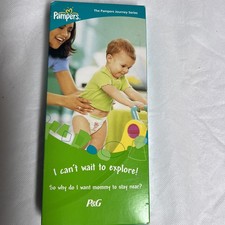 Pampers
The Pampers Journey Series
I can't wait to explore!
So why do I want mommy to stay near?
P&G